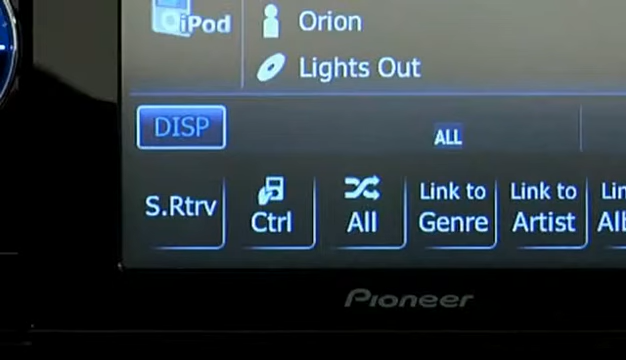 iPod
Orion
Lights Out
DISP
ALL
S.Rtrv
Ctrl
All
Link to
Genre
Link to
Artist
Pioneer